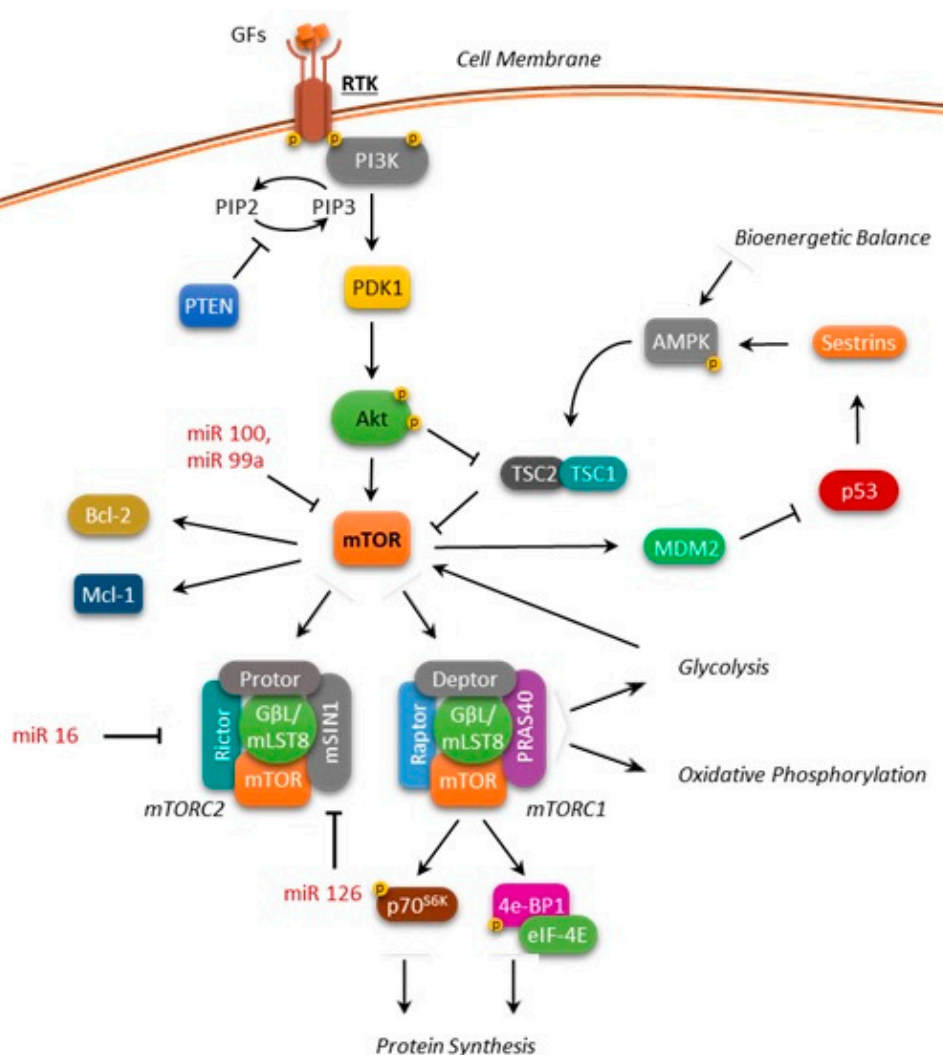 GFs
Cell Membrane
RTK
p
p
p
PI3K
PIP2
PIP3
Bioenergetic Balance
PTEN
PDK1
AMPK
p
Sestrins
Akt
p
p
miR 100,
miR 99a
TSC2
TSC1
p53
Bcl-2
mTOR
MDM2
Mcl-1
Protor
Deptor
Glycolysis
Rictor
GβL/
mLST8
mSIN1
mTOR
Raptor
GβL/
mLST8
PRAS40
mTOR
miR 16
Oxidative Phosphorylation
mTORC2
mTORC1
miR 126
p
p70S6K
4e-BP1
p
eIF-4E
Protein Synthesis